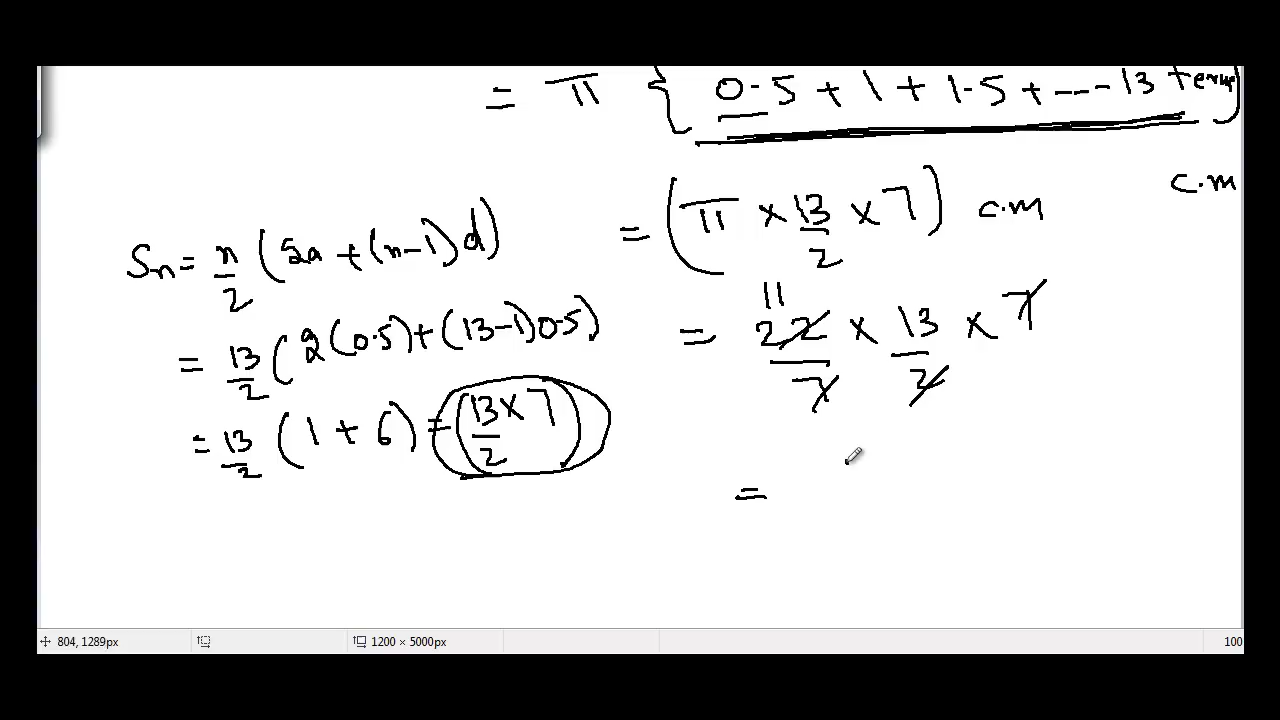 = π { 0.5 + 1 + 1.5 + ---- 13 terms }
c.m
= (π × 13/2 × 7) c.m
Sn = n/2 (2a + (n-1) d)
11
= 22/7 × 13/2 × 7
= 13/2 (2(0.5) + (13-1) 0.5)
= 13/2 (1 + 6) = (13/2 × 7)
=
804, 1289px 1200 × 5000px 100